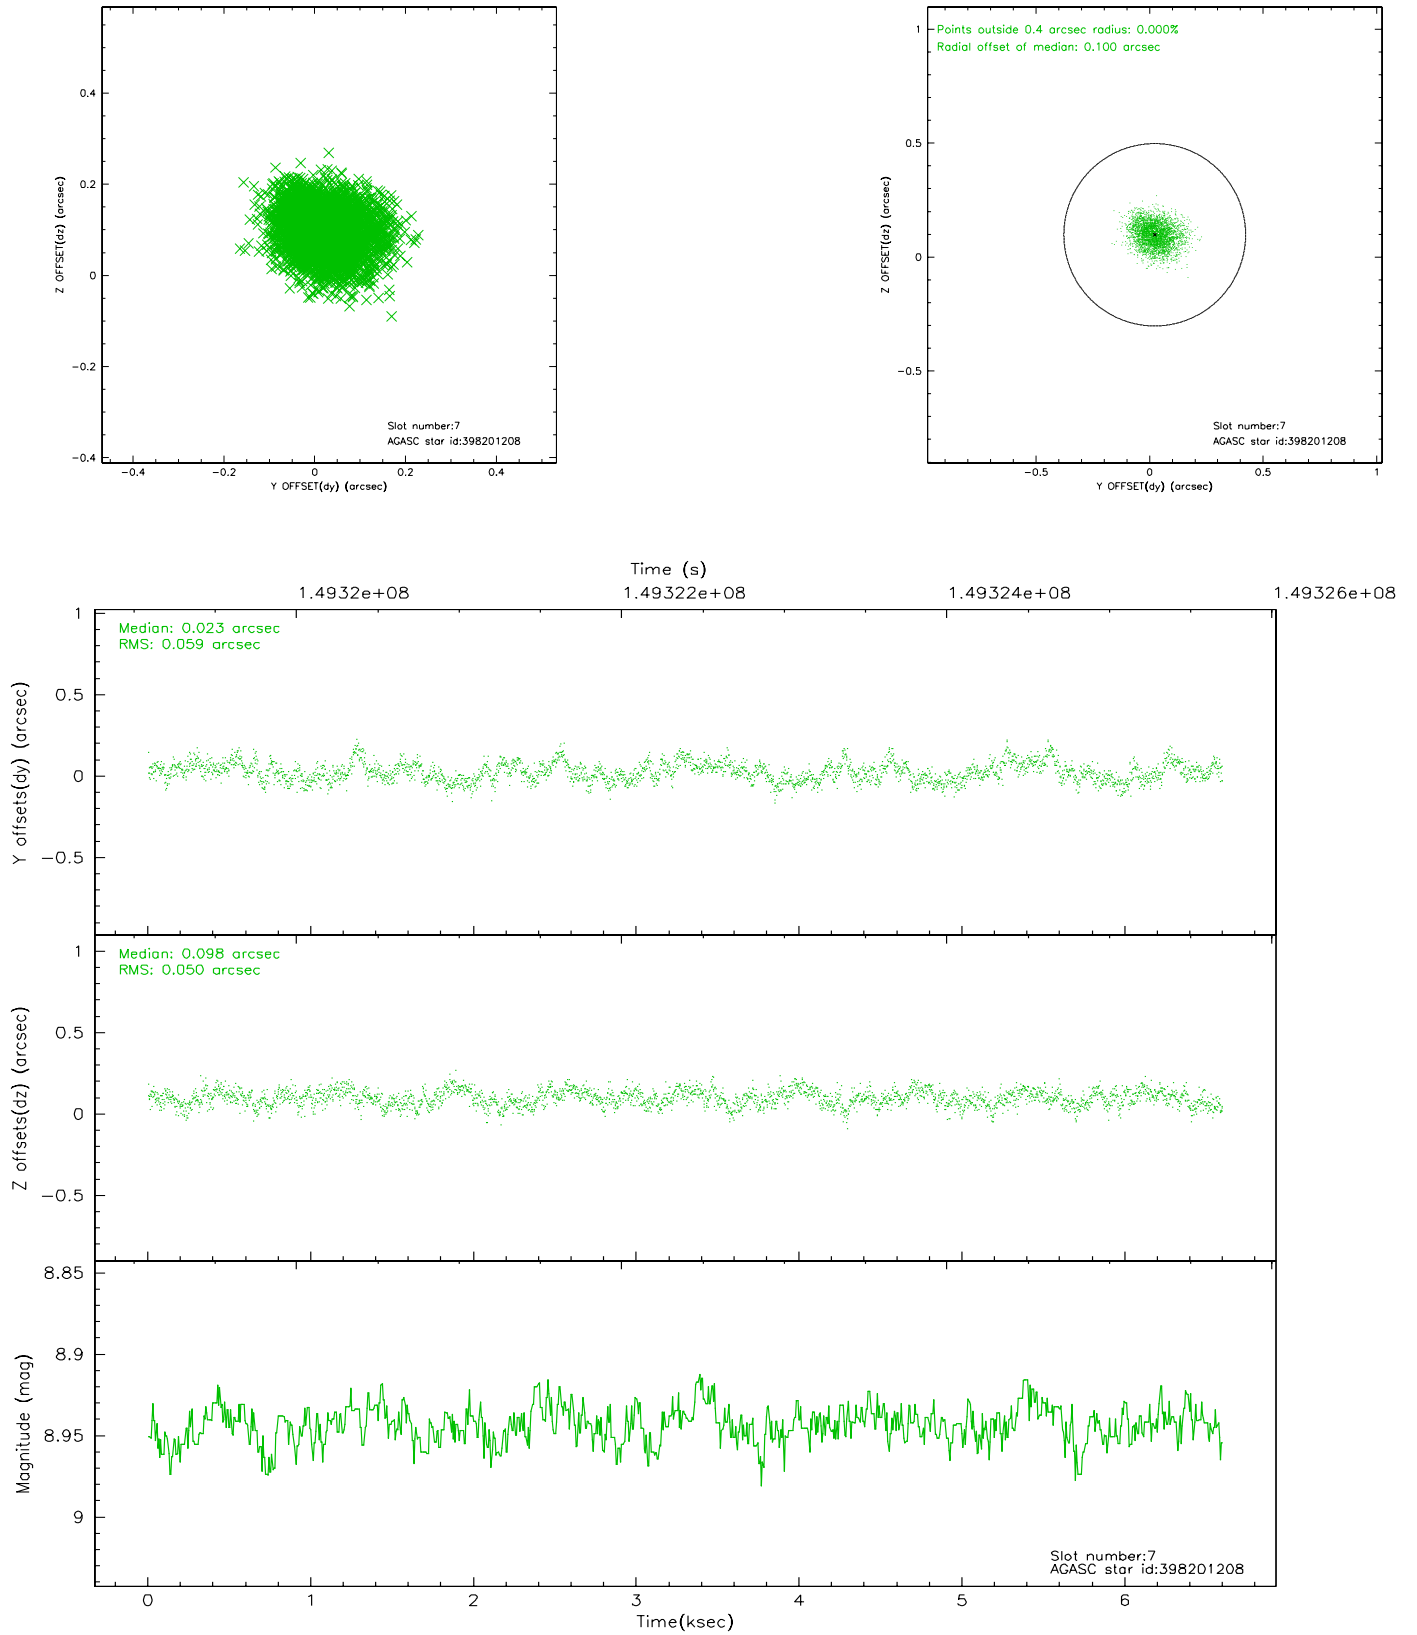 0.4
0.2
0
−0.2
−0.4
Z OFFSET(dz) (arcsec)
Slot number:7
AGASC star id:398201208
−0.4
−0.2
0
0.2
0.4
Y OFFSET(dy) (arcsec)
Points outside 0.4 arcsec radius: 0.000%
Radial offset of median: 0.100 arcsec
1
0.5
0
−0.5
Z OFFSET(dz) (arcsec)
Slot number:7
AGASC star id:398201208
−0.5
0
0.5
1
Y OFFSET(dy) (arcsec)
Time (s)
1.4932e+08
1.49322e+08
1.49324e+08
1.49326e+08
Median: 0.023 arcsec
RMS: 0.059 arcsec
1
0.5
0
−0.5
Y offsets(dy) (arcsec)
Median: 0.098 arcsec
RMS: 0.050 arcsec
1
0.5
0
−0.5
Z offsets(dz) (arcsec)
8.85
8.9
8.95
9
Magnitude (mag)
Slot number:7
AGASC star id:398201208
0
1
2
3
4
5
6
Time(ksec)